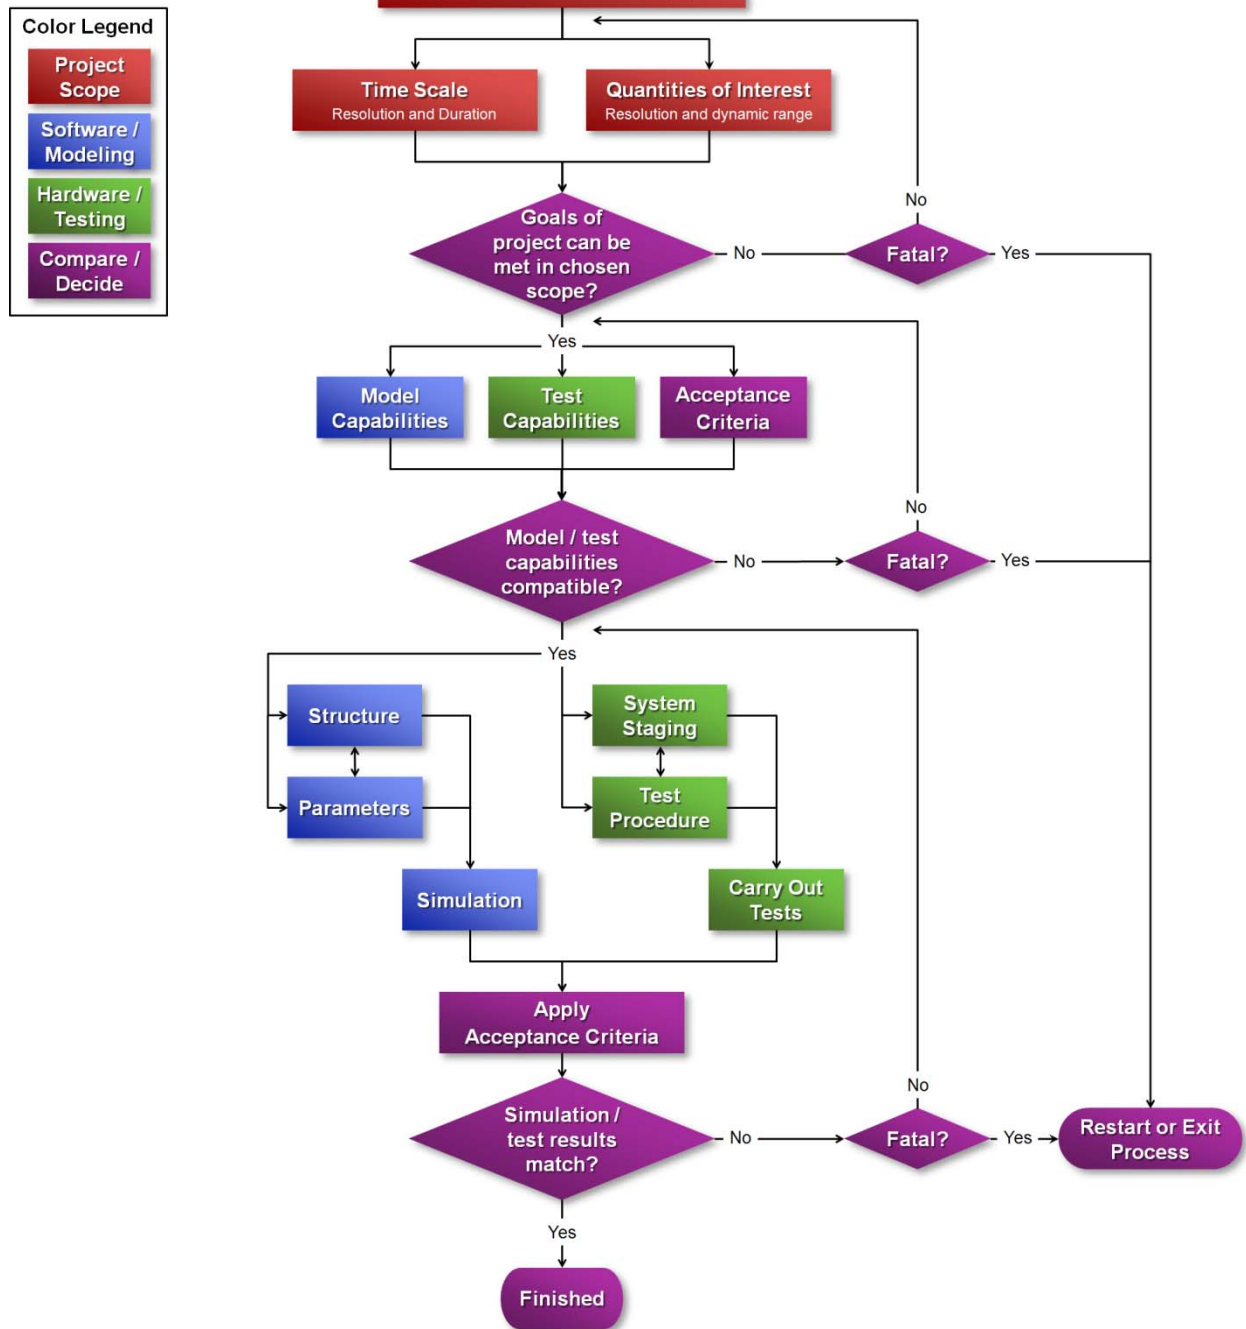 Color Legend
Project
Scope
Software /
Modeling
Hardware /
Testing
Compare /
Decide
Time Scale
Resolution and Duration
Quantities of Interest
Resolution and dynamic range
Goals of
project can be
met in chosen
scope?
No
Fatal?
No
Yes
Yes
Model
Capabilities
Test
Capabilities
Acceptance
Criteria
Model / test
capabilities
compatible?
No
Fatal?
No
Yes
Yes
Structure
Parameters
System
Staging
Test
Procedure
Simulation
Carry Out
Tests
Apply
Acceptance Criteria
Simulation /
test results
match?
No
Fatal?
No
Yes
Restart or Exit
Process
Yes
Finished